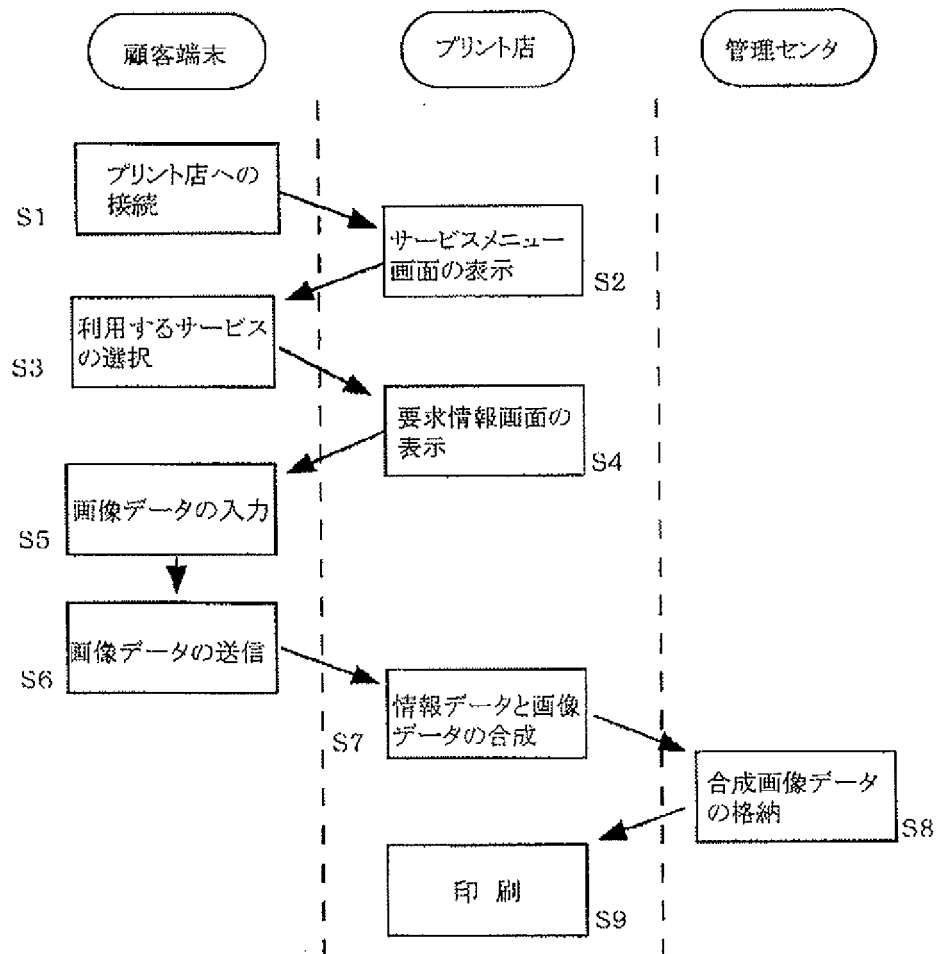 顧客端末
プリント店
管理センタ
プリント店への
接続
S1
サービスメニュー
画面の表示
S2
利用するサービス
の選択
S3
要求情報画面の
表示
S4
画像データの入力
S5
画像データの送信
S6
情報データと画像
データの合成
S7
合成画像データ
の格納
S8
印 刷
S9